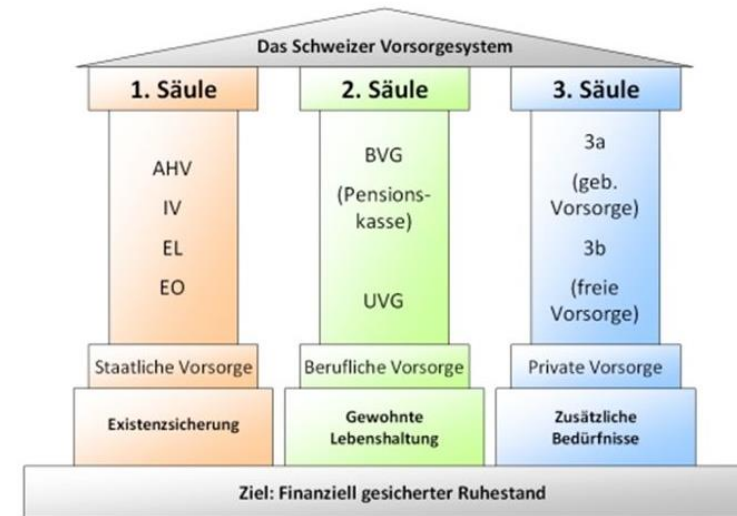 Das Schweizer Vorsorgesystem
1. Säule
AHV
IV
EL
EO
Staatliche Vorsorge
Existenzsicherung
2. Säule
BVG
(Pensions-
kasse)
UVG
Berufliche Vorsorge
Gewohnte
Lebenshaltung
3. Säule
3a
(geb.
Vorsorge)
3b
(freie
Vorsorge)
Private Vorsorge
Zusätzliche
Bedürfnisse
Ziel: Finanziell gesicherter Ruhestand